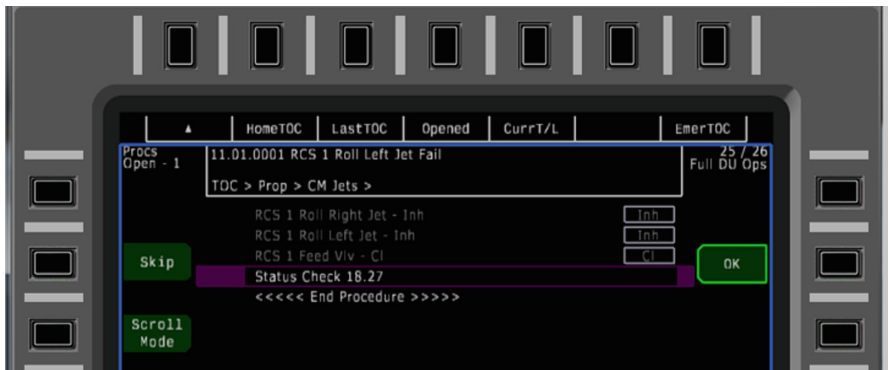 ▲ HomeTOC LastTOC Opened CurrT/L EmerTOC
Procs
Open - 1
11.01.0001 RCS 1 Roll Left Jet Fail
25 / 26
Full DU Ops
TOC > Prop > CM Jets >
RCS 1 Roll Right Jet - Inh Inh
RCS 1 Roll Left Jet - Inh Inh
RCS 1 Feed Vlv - Cl Cl
Skip
OK
Status Check 18.27
<<<<< End Procedure >>>>>
Scroll
Mode